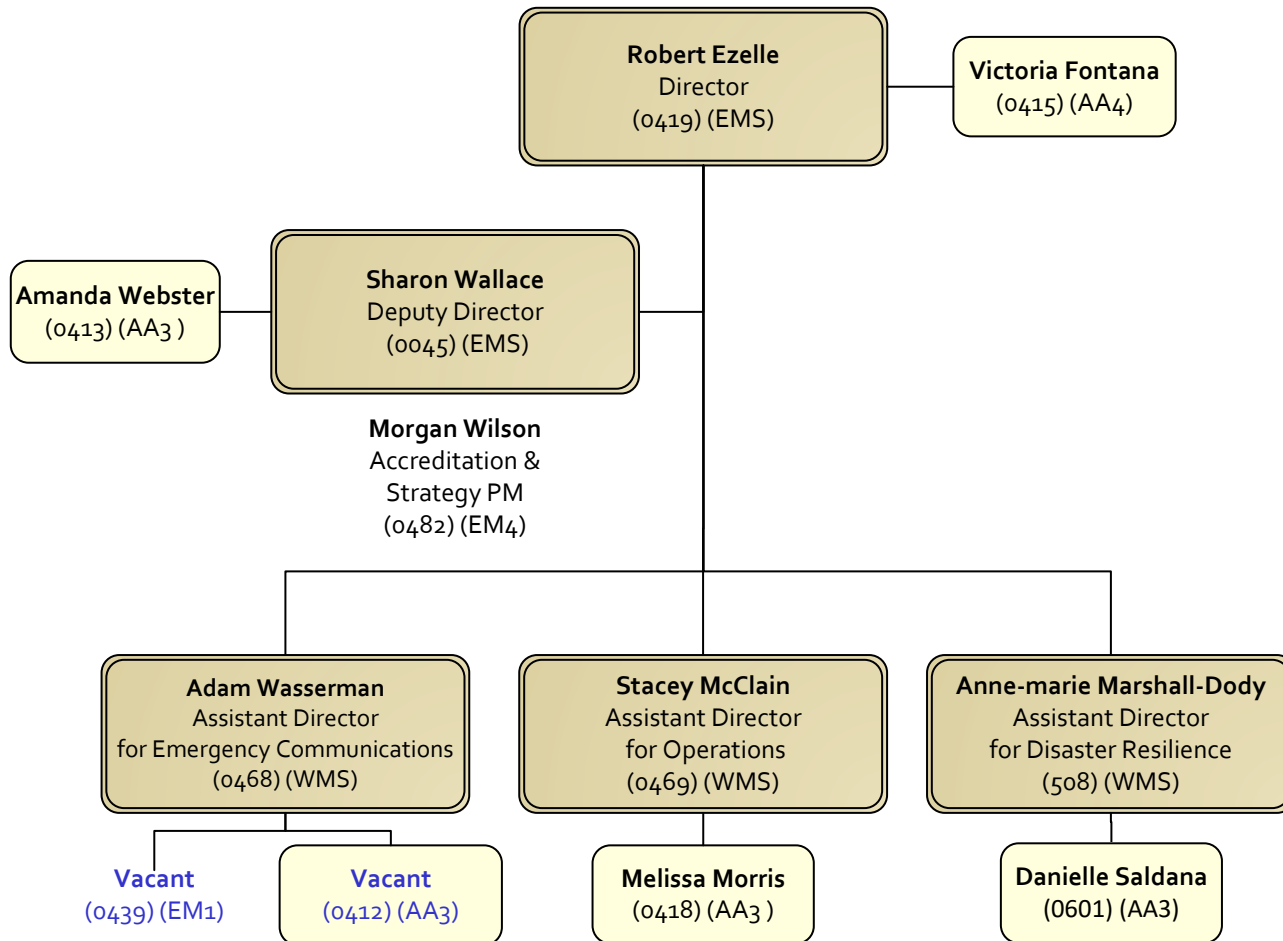 Robert Ezelle
Director
(0419) (EMS)
Victoria Fontana
(0415) (AA4)
Amanda Webster
(0413) (AA3 )
Sharon Wallace
Deputy Director
(0045) (EMS)
Morgan Wilson
Accreditation &
Strategy PM
(0482) (EM4)
Adam Wasserman
Assistant Director
for Emergency Communications
(0468) (WMS)
Stacey McClain
Assistant Director
for Operations
(0469) (WMS)
Anne-marie Marshall-Dody
Assistant Director
for Disaster Resilience
(508) (WMS)
Vacant
(0439) (EM1)
Vacant
(0412) (AA3)
Melissa Morris
(0418) (AA3 )
Danielle Saldana
(0601) (AA3)